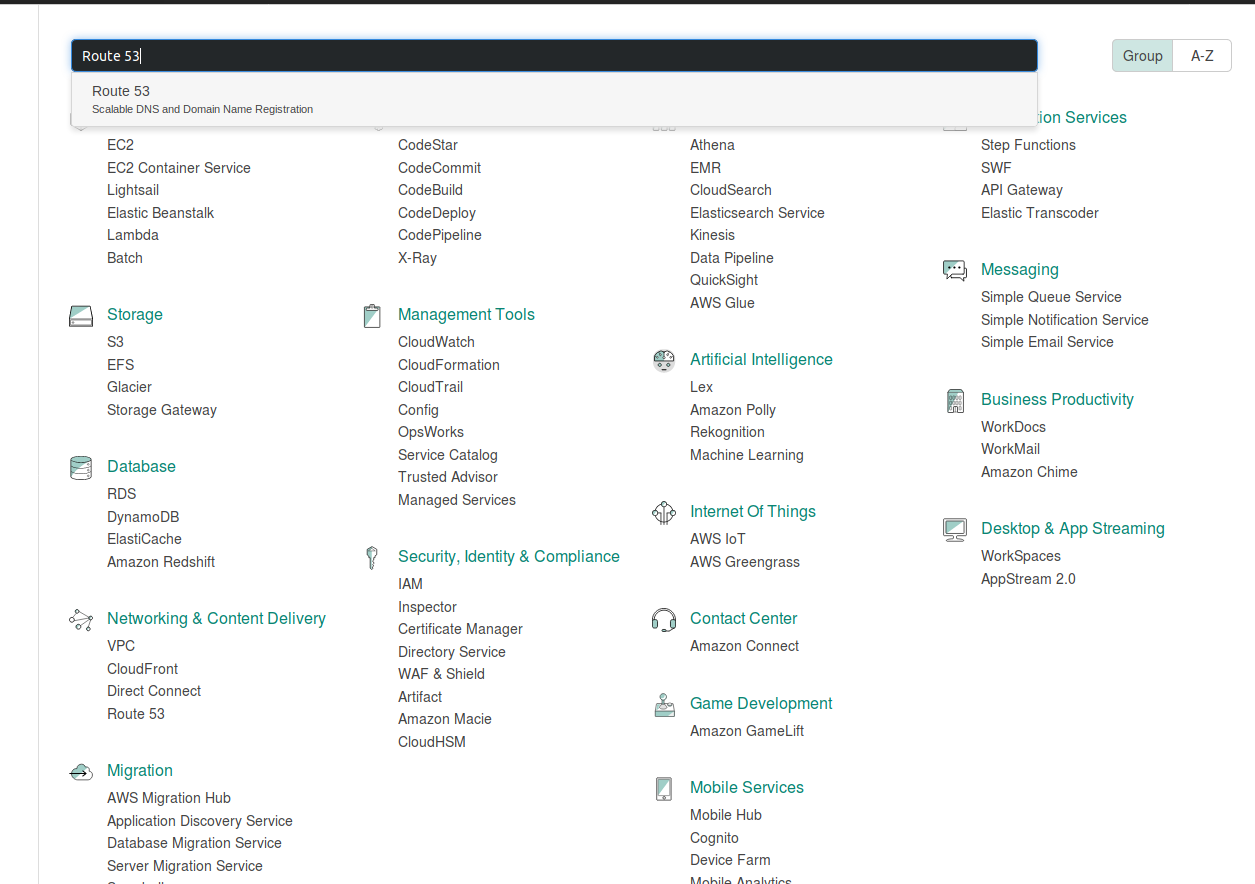 Route 53
Group
A-Z
Route 53
Scalable DNS and Domain Name Registration
EC2
EC2 Container Service
Lightsail
Elastic Beanstalk
Lambda
Batch
Storage
S3
EFS
Glacier
Storage Gateway
Database
RDS
DynamoDB
ElastiCache
Amazon Redshift
Networking & Content Delivery
VPC
CloudFront
Direct Connect
Route 53
Migration
AWS Migration Hub
Application Discovery Service
Database Migration Service
Server Migration Service
CodeStar
CodeCommit
CodeBuild
CodeDeploy
CodePipeline
X-Ray
Management Tools
CloudWatch
CloudFormation
CloudTrail
Config
OpsWorks
Service Catalog
Trusted Advisor
Managed Services
Security, Identity & Compliance
IAM
Inspector
Certificate Manager
Directory Service
WAF & Shield
Artifact
Amazon Macie
CloudHSM
Athena
EMR
CloudSearch
Elasticsearch Service
Kinesis
Data Pipeline
QuickSight
AWS Glue
Artificial Intelligence
Lex
Amazon Polly
Rekognition
Machine Learning
Internet Of Things
AWS IoT
AWS Greengrass
Contact Center
Amazon Connect
Game Development
Amazon GameLift
Mobile Services
Mobile Hub
Cognito
Device Farm
Mobile Analytics
Services
Step Functions
SWF
API Gateway
Elastic Transcoder
Messaging
Simple Queue Service
Simple Notification Service
Simple Email Service
Business Productivity
WorkDocs
WorkMail
Amazon Chime
Desktop & App Streaming
WorkSpaces
AppStream 2.0